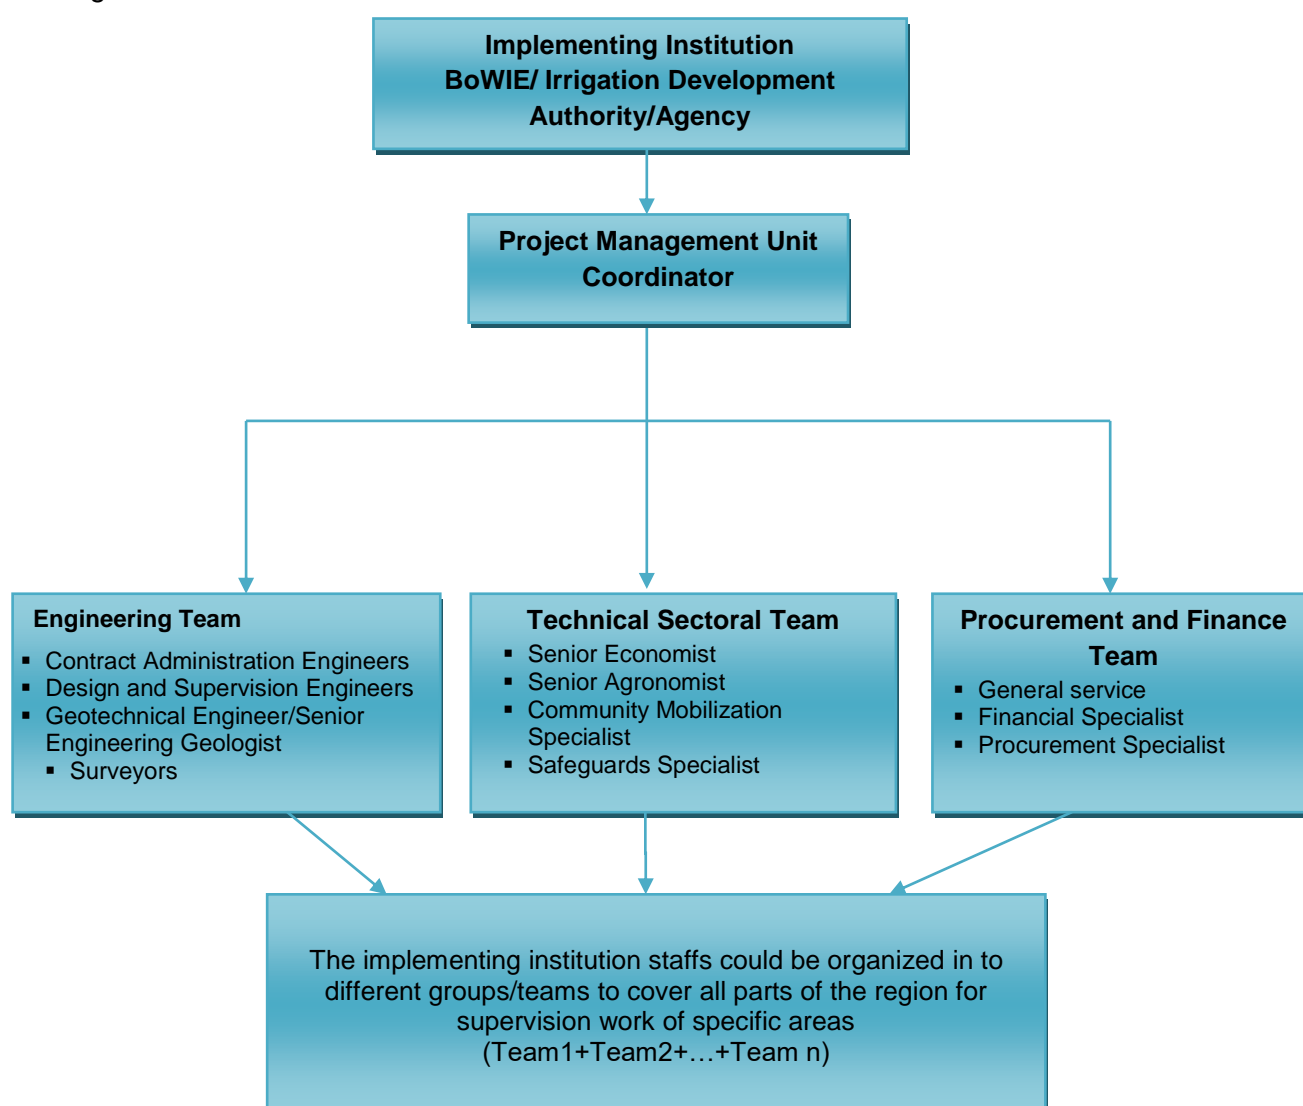 Implementing Institution
BoWIE/ Irrigation Development
Authority/Agency
Project Management Unit
Coordinator
Engineering Team
▪ Contract Administration Engineers
▪ Design and Supervision Engineers
▪ Geotechnical Engineer/Senior
Engineering Geologist
▪ Surveyors
Technical Sectoral Team
▪ Senior Economist
▪ Senior Agronomist
▪ Community Mobilization
Specialist
▪ Safeguards Specialist
Procurement and Finance
Team
▪ General service
▪ Financial Specialist
▪ Procurement Specialist
The implementing institution staffs could be organized in to
different groups/teams to cover all parts of the region for
supervision work of specific areas
(Team1+Team2+…+Team n)